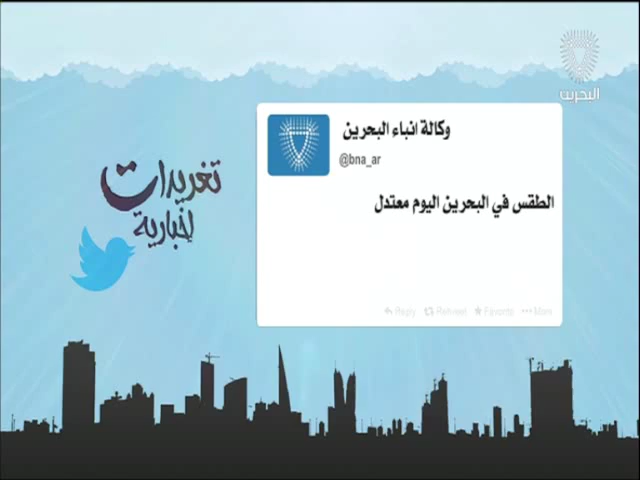 البحرين
وكالة انباء البحرين
@bna_ar
تغريدات
إخبارية
الطقس في البحرين اليوم معتدل
Reply Retweet Favorite More